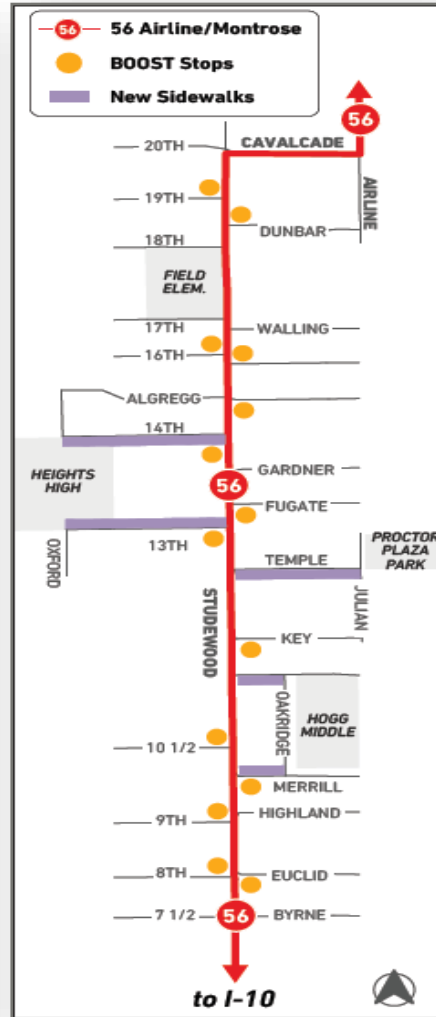 56 56 Airline/Montrose
BOOST Stops
New Sidewalks
56
20TH
CAVALCADE
AIRLINE
19TH
DUNBAR
18TH
FIELD
ELEM.
17TH
WALLING
16TH
ALGREGG
14TH
HEIGHTS
HIGH
GARDNER
56
FUGATE
OXFORD
13TH
PROCTOR
PLAZA
PARK
TEMPLE
STUDEWOOD
JULIAN
KEY
OAKRIDGE
HOGG
MIDDLE
10 1/2
MERRILL
HIGHLAND
9TH
8TH
EUCLID
7 1/2
56
BYRNE
to I-10